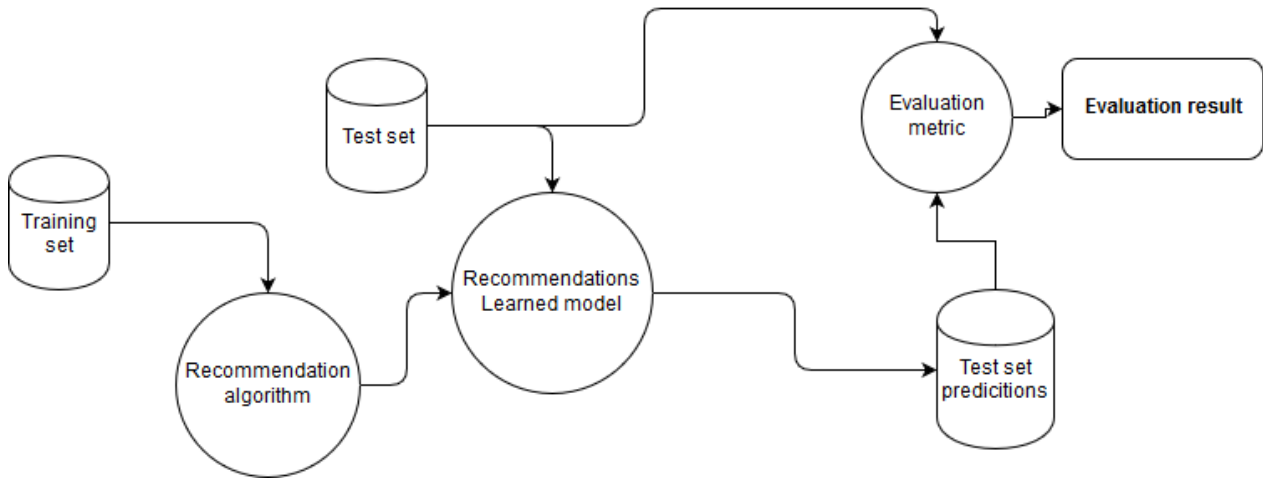 Test set
Evaluation
metric
Evaluation result
Training
set
Recommendations
Learned model
Recommendation
algorithm
Test set
predicitions